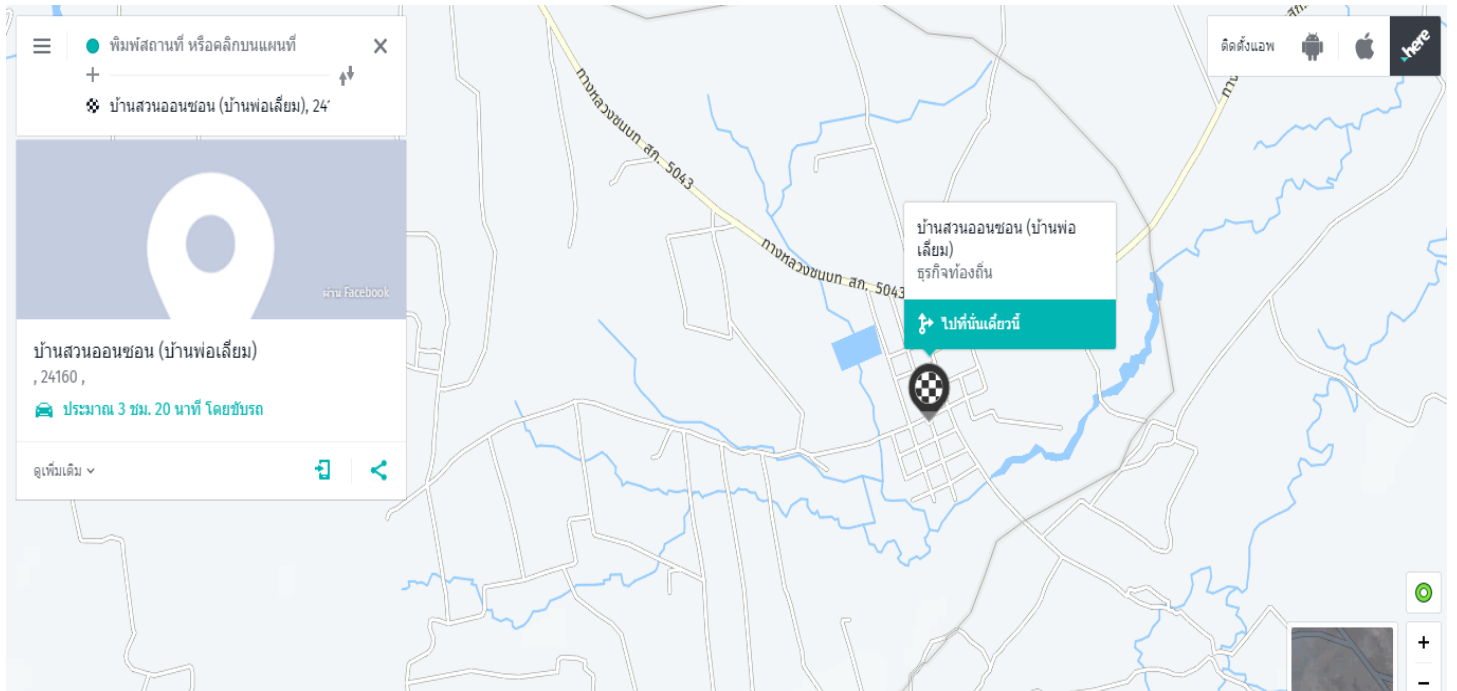 พิมพ์สถานที่ หรือคลิกบนแผนที่
บ้านสวนออนซอน (บ้านพ่อเลี่ยม), 24
ผ่าน Facebook
บ้านสวนออนซอน (บ้านพ่อเลี่ยม)
, 24160 ,
ประมาณ 3 ชม. 20 นาที โดยขับรถ
ดูเพิ่มเติม
ทางหลวงชนบท สก. 5043
ทางหลวงชนบท สก. 5043
บ้านสวนออนซอน (บ้านพ่อ
เลี่ยม)
ธุรกิจท้องถิ่น
ไปที่นั่นเดี๋ยวนี้
ติดตั้งแอพ
here
+
-